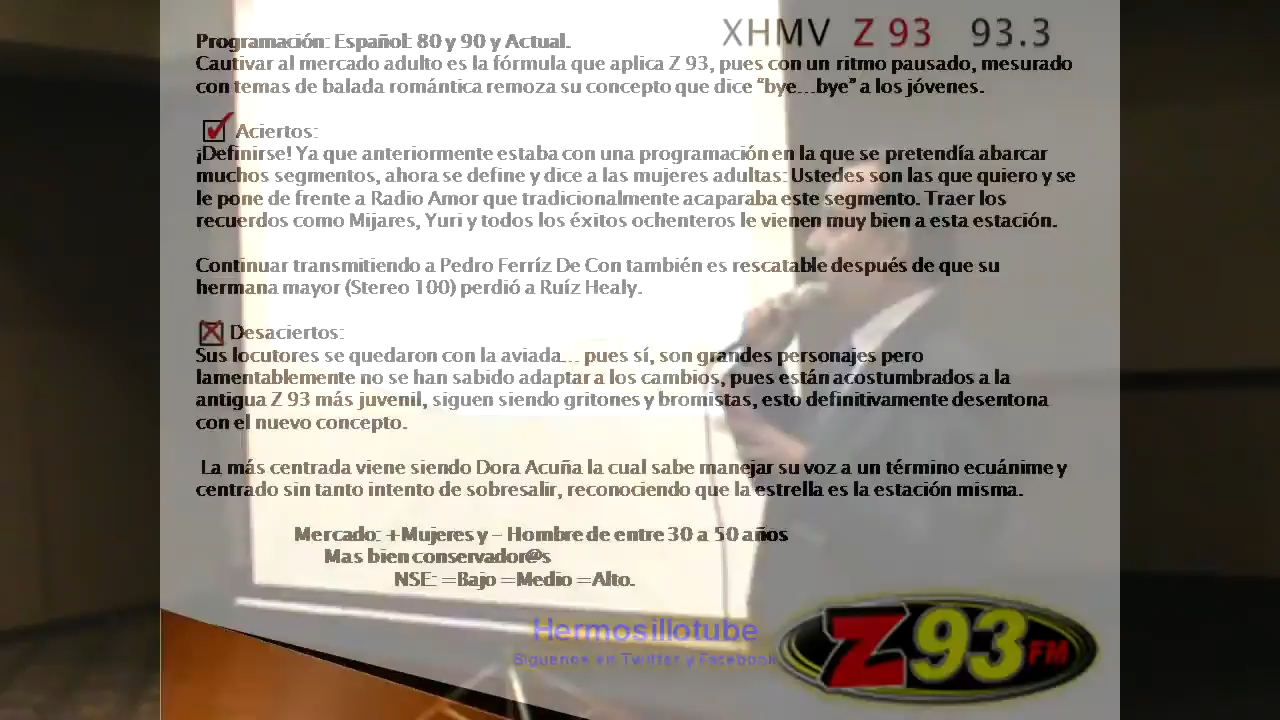 XHMV Z 93 93.3
Programación: Español: 80 y 90 y Actual.
Cautivar al mercado adulto es la fórmula que aplica Z 93, pues con un ritmo pausado, mesurado
con temas de balada romántica remoza su concepto que dice “bye...bye” a los jóvenes.
Aciertos:
¡Definirse! Ya que anteriormente estaba con una programación en la que se pretendía abarcar
muchos segmentos, ahora se define y dice a las mujeres adultas: Ustedes son las que quiero y se
le pone de frente a Radio Amor que tradicionalmente acaparaba este segmento. Traer los
recuerdos como Mijares, Yuri y todos los éxitos ochenteros le vienen muy bien a esta estación.
Continuar transmitiendo a Pedro Ferríz De Con también es rescatable después de que su
hermana mayor (Stereo 100) perdió a Ruíz Healy.
Desaciertos:
Sus locutores se quedaron con la aviada... pues sí, son grandes personajes pero
lamentablemente no se han sabido adaptar a los cambios, pues están acostumbrados a la
antigua Z 93 más juvenil, siguen siendo gritones y bromistas, esto definitivamente desentona
con el nuevo concepto.
La más centrada viene siendo Dora Acuña la cual sabe manejar su voz a un término ecuánime y
centrado sin tanto intento de sobresalir, reconociendo que la estrella es la estación misma.
Mercado: +Mujeres y – Hombre de entre 30 a 50 años
Mas bien conservador@s
NSE: =Bajo =Medio =Alto.
Hermosillotube
Siguenos en Twitter y Facebook
Z93 FM